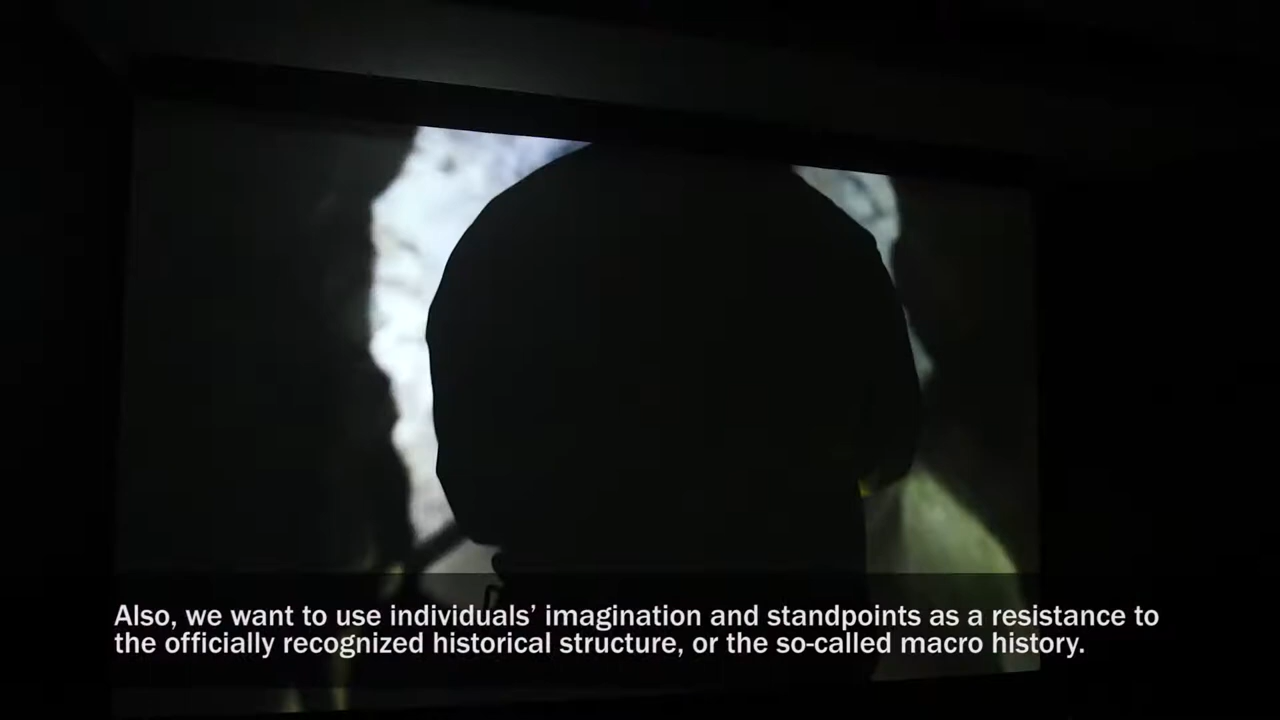 Also, we want to use individuals’ imagination and standpoints as a resistance to
the officially recognized historical structure, or the so-called macro history.